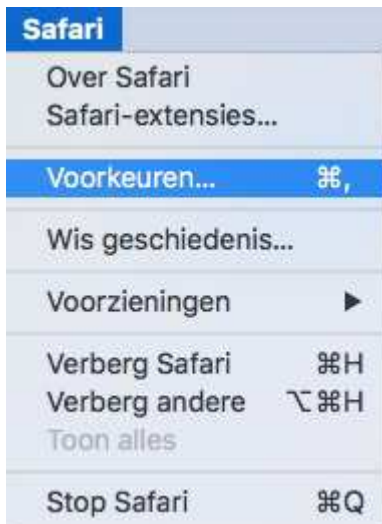 Safari
Over Safari
Safari-extensies...
Voorkeuren... ⌘,
Wis geschiedenis...
Voorzieningen ▶
Verberg Safari ⌘H
Verberg andere ⌥⌘H
Toon alles
Stop Safari ⌘Q